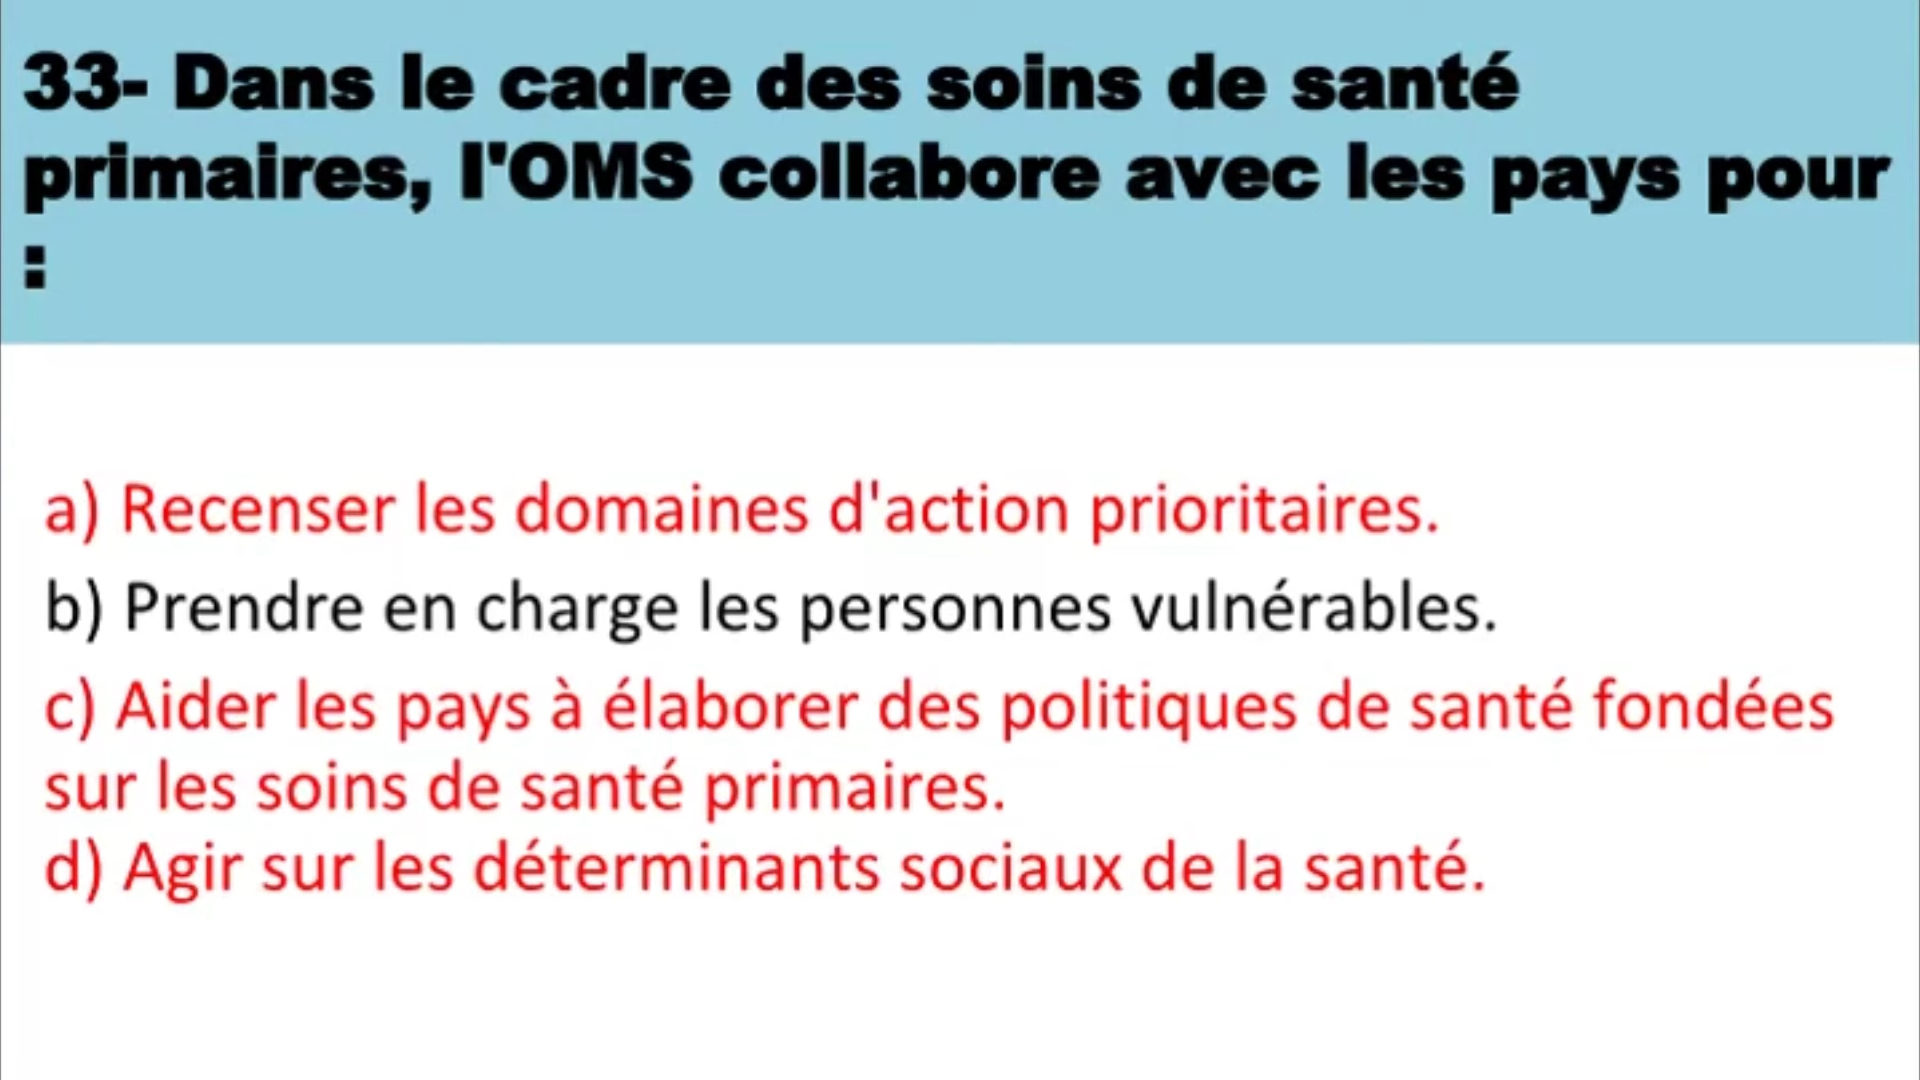 33- Dans le cadre des soins de santé
primaires, l'OMS collabore avec les pays pour
:
a) Recenser les domaines d'action prioritaires.
b) Prendre en charge les personnes vulnérables.
c) Aider les pays à élaborer des politiques de santé fondées
sur les soins de santé primaires.
d) Agir sur les déterminants sociaux de la santé.